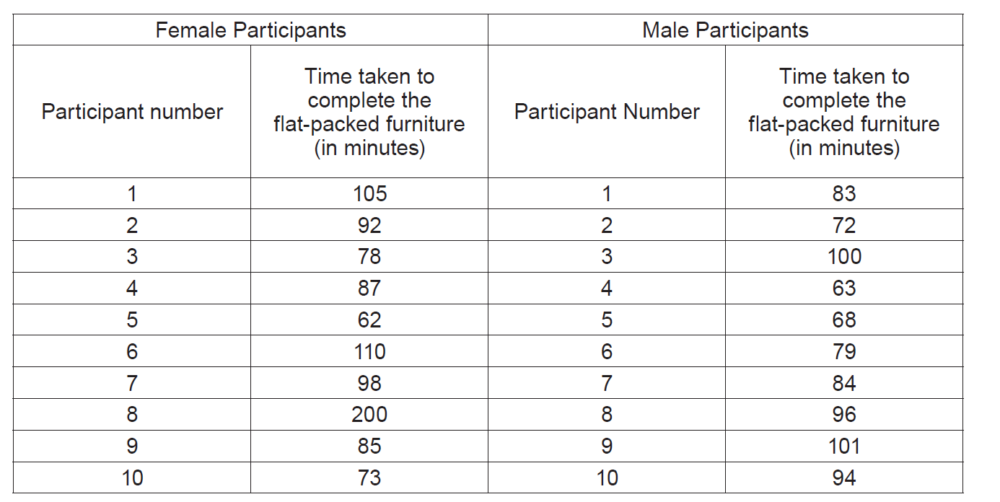 Female Participants Male Participants
Participant number Time taken to complete the flat-packed furniture (in minutes) Participant Number Time taken to complete the flat-packed furniture (in minutes)
1 105 1 83
2 92 2 72
3 78 3 100
4 87 4 63
5 62 5 68
6 110 6 79
7 98 7 84
8 200 8 96
9 85 9 101
10 73 10 94